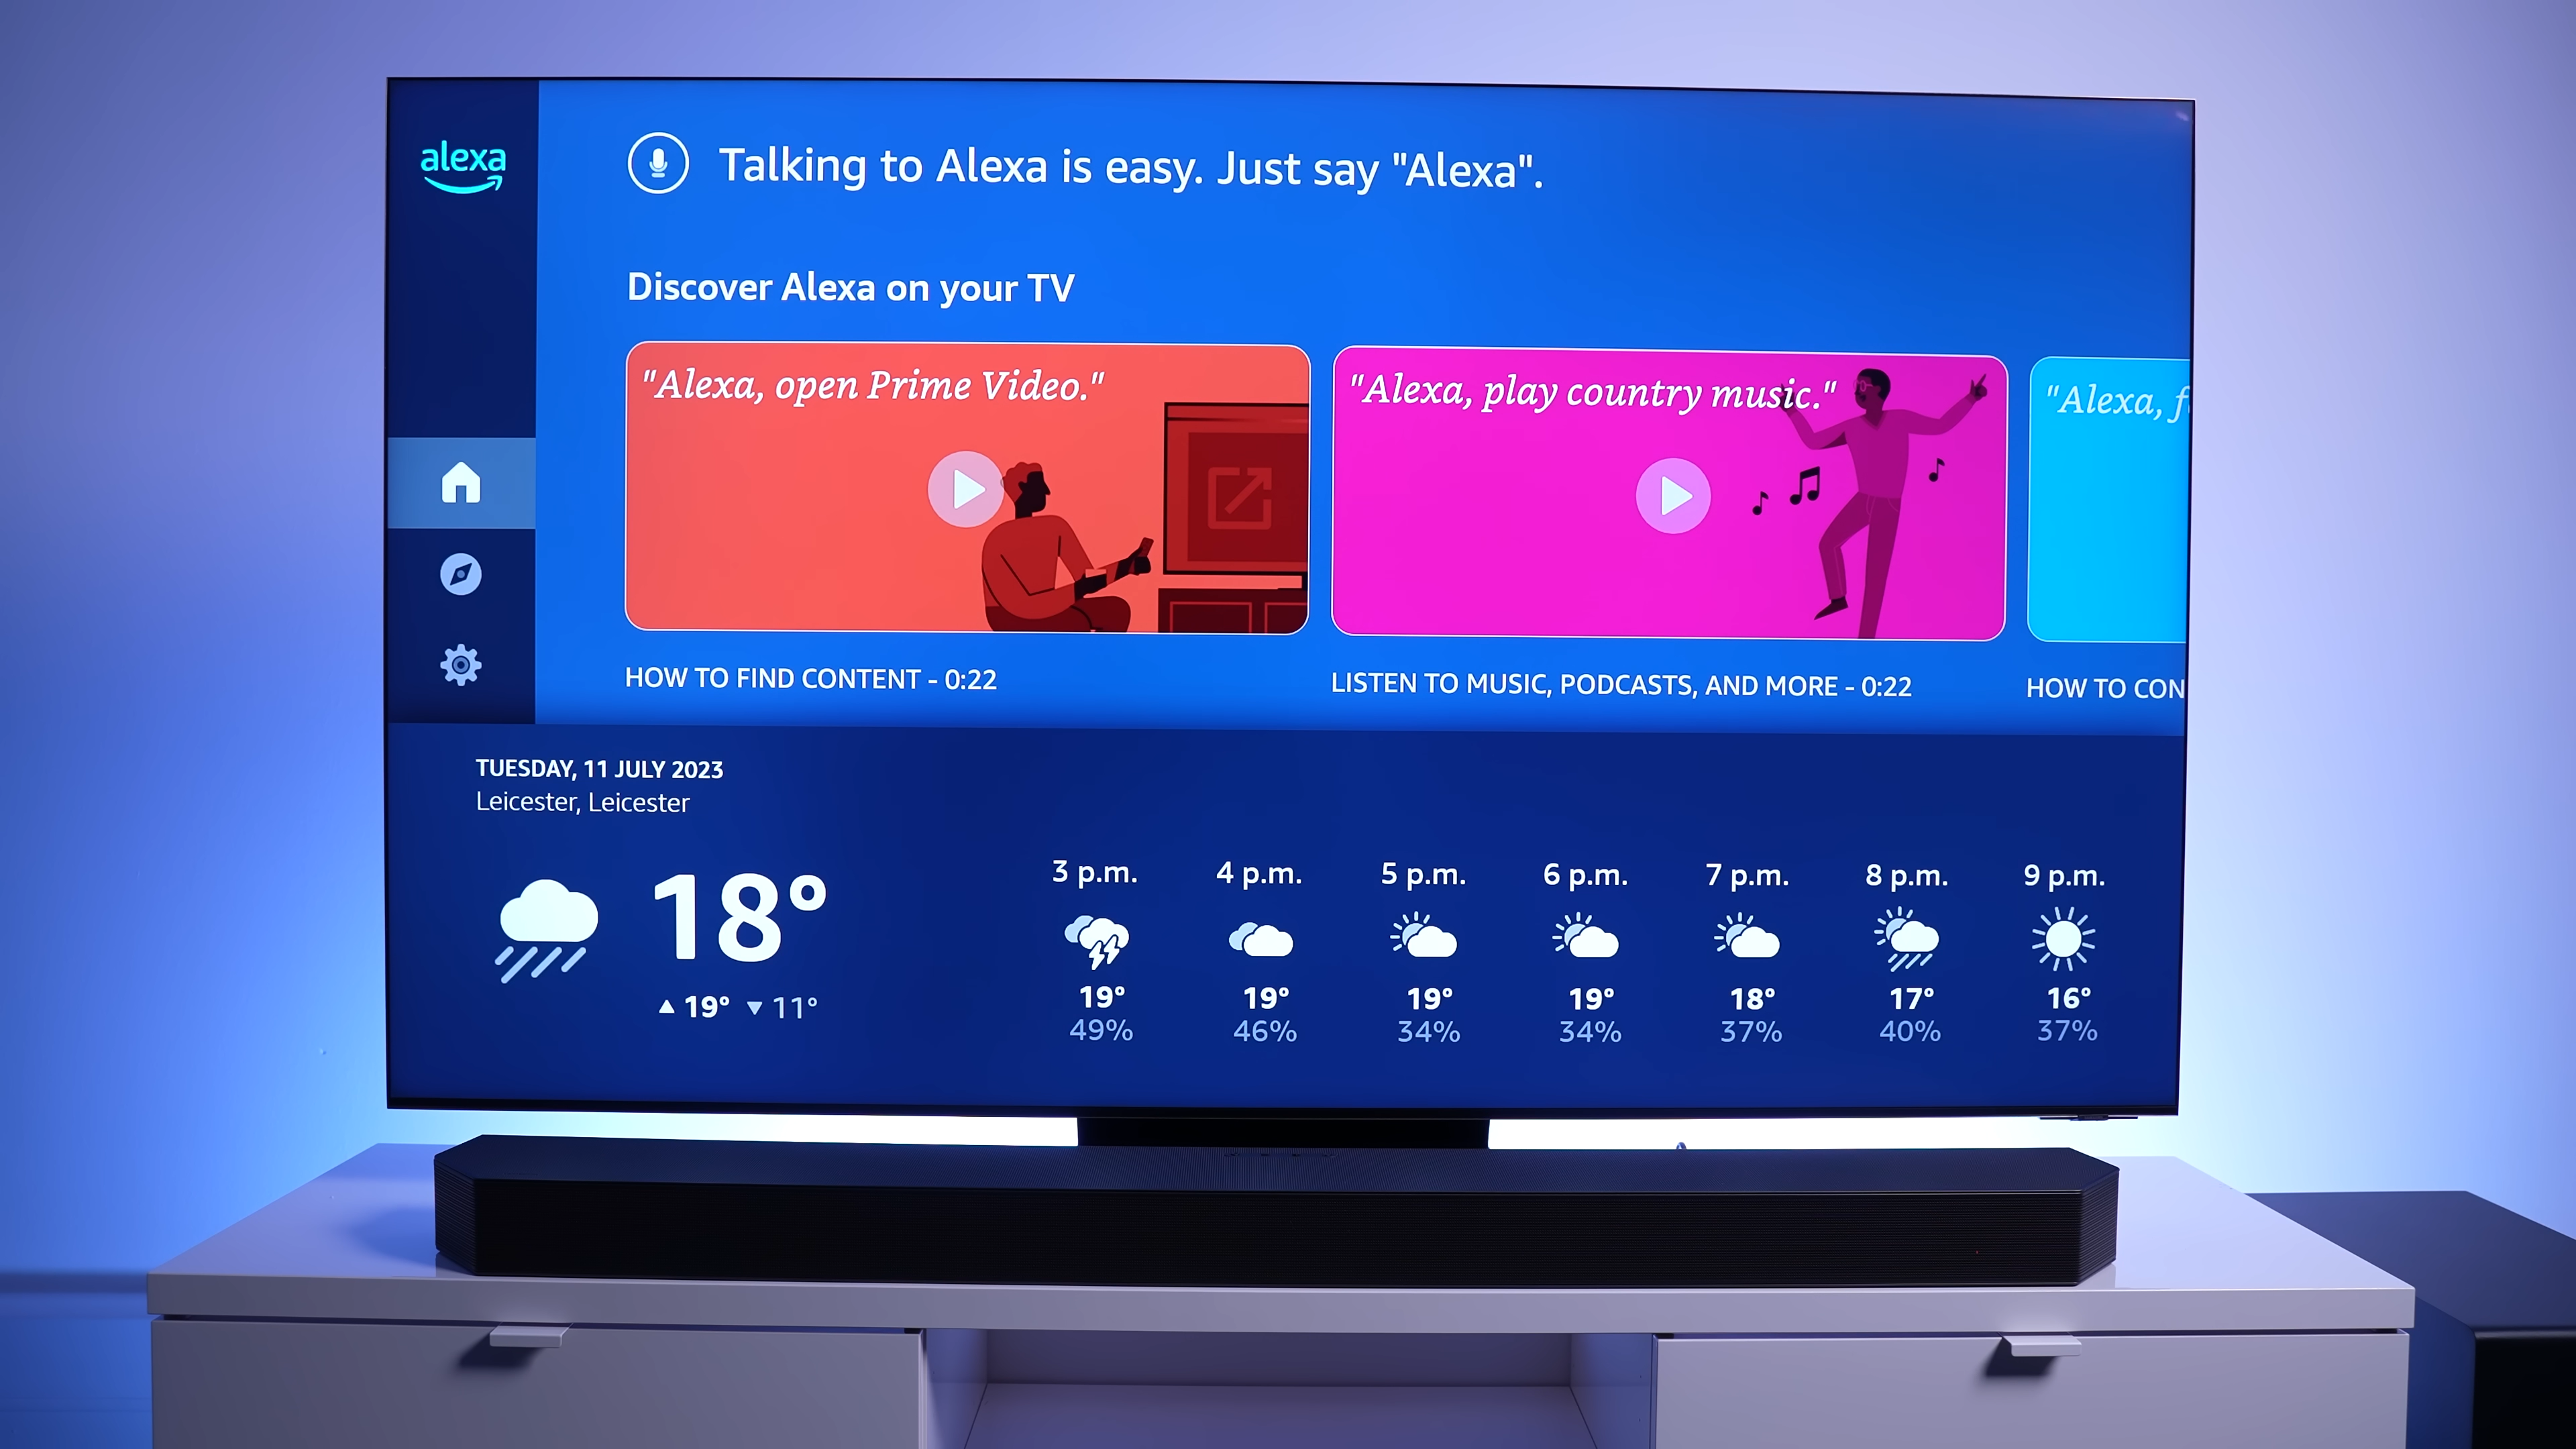 alexa
Talking to Alexa is easy. Just say "Alexa".
Discover Alexa on your TV
"Alexa, open Prime Video."
"Alexa, play country music."
"Alexa, f
HOW TO FIND CONTENT - 0:22
LISTEN TO MUSIC, PODCASTS, AND MORE - 0:22
HOW TO CON
TUESDAY, 11 JULY 2023
Leicester, Leicester
18°
▲ 19° ▼ 11°
3 p.m. 4 p.m. 5 p.m. 6 p.m. 7 p.m. 8 p.m. 9 p.m.
19° 19° 19° 19° 18° 17° 16°
49% 46% 34% 34% 37% 40% 37%